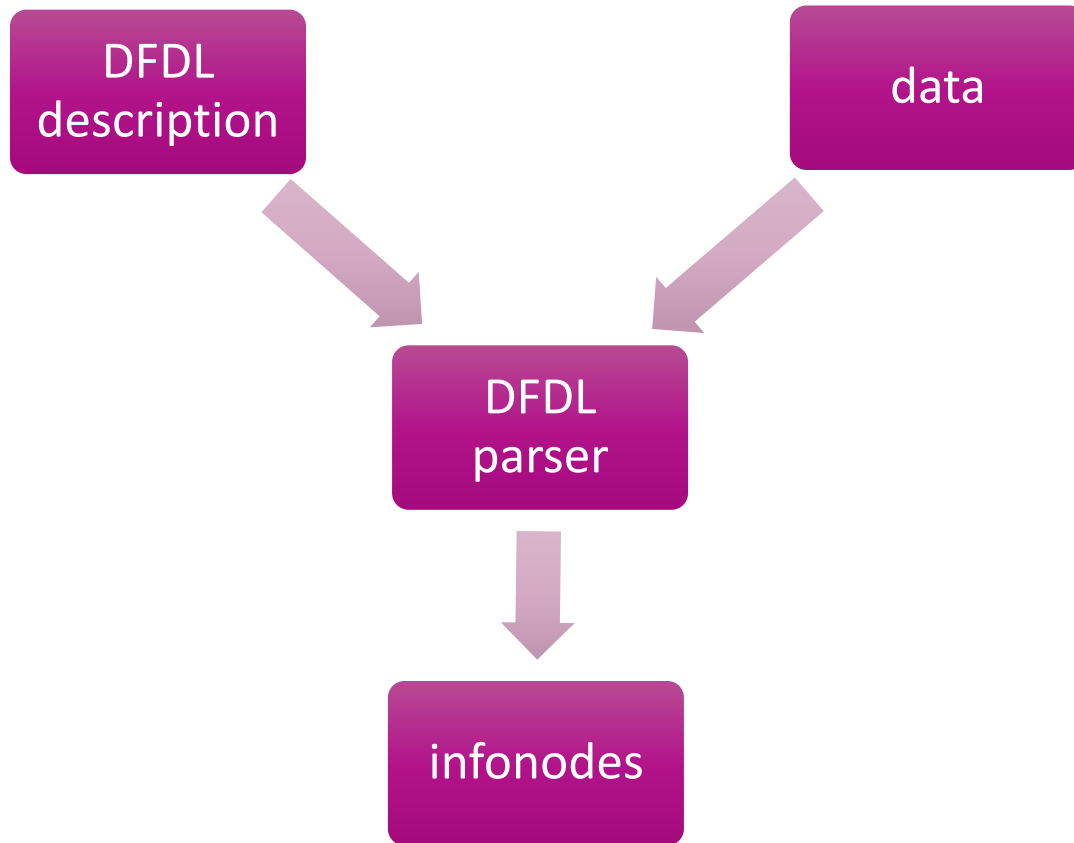 DFDL
description
data
DFDL
parser
infonodes